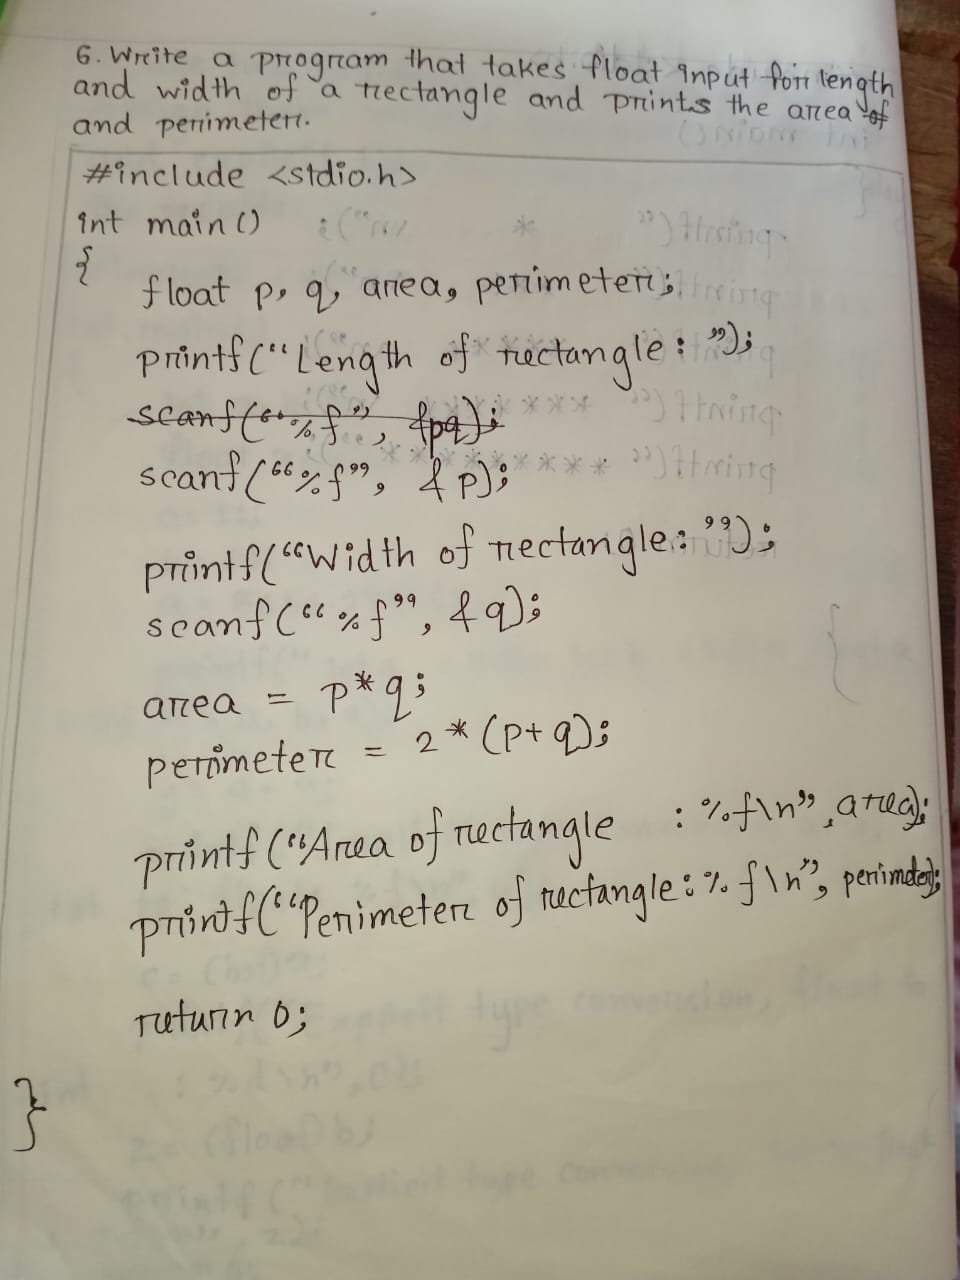 6. Write a program that takes float input for length
and width of a rectangle and prints the area of
and perimeter.
#include <stdio.h>
int main ()
{
float p, q, area, perimeter;
printf("Length of rectangle: ");
scanf("%f", &pq);
scanf("%f", &p);
printf("Width of rectangle: ");
scanf("%f", &q);
area = p*q;
perimeter = 2*(p+q);
printf("Area of rectangle : %f\n", area);
printf("Perimeter of rectangle: %f\n", perimeter);
return 0;
}